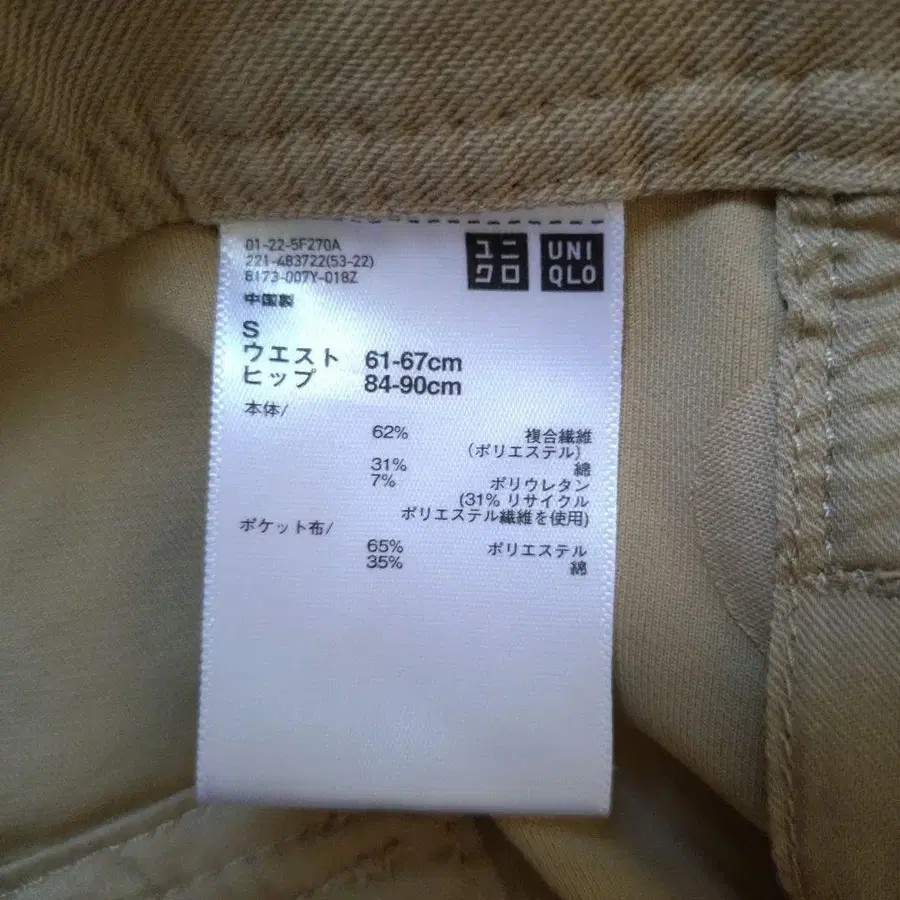 01-22-5F270A
221-483722(53-22)
6173-007Y-018Z
中国製
ユニクロ
UNIQLO
S
ウエスト 61-67cm
ヒップ 84-90cm
本体/
62% 複合繊維
(ポリエステル)
31% 綿
7% ポリウレタン
(31% リサイクル
ポリエステル繊維を使用)
ポケット布/
65% ポリエステル
35% 綿